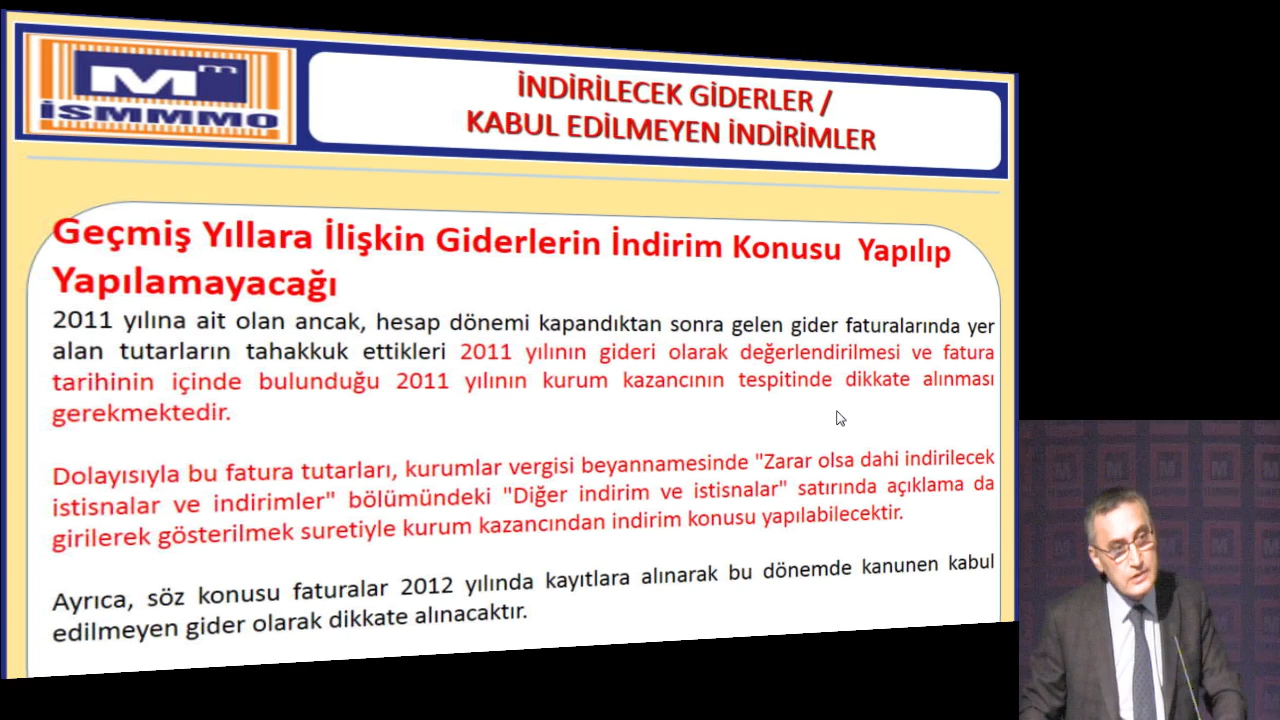 Mm
İSMMMO
İNDİRİLECEK GİDERLER /
KABUL EDİLMEYEN İNDİRİMLER
Geçmiş Yıllara İlişkin Giderlerin İndirim Konusu Yapılıp
Yapılamayacağı
2011 yılına ait olan ancak, hesap dönemi kapandıktan sonra gelen gider faturalarında yer
alan tutarların tahakkuk ettikleri 2011 yılının gideri olarak değerlendirilmesi ve fatura
tarihinin içinde bulunduğu 2011 yılının kurum kazancının tespitinde dikkate alınması
gerekmektedir.
Dolayısıyla bu fatura tutarları, kurumlar vergisi beyannamesinde "Zarar olsa dahi indirilecek
istisnalar ve indirimler" bölümündeki "Diğer indirim ve istisnalar" satırında açıklama da
girilerek gösterilmek suretiyle kurum kazancından indirim konusu yapılabilecektir.
Ayrıca, söz konusu faturalar 2012 yılında kayıtlara alınarak bu dönemde kanunen kabul
edilmeyen gider olarak dikkate alınacaktır.